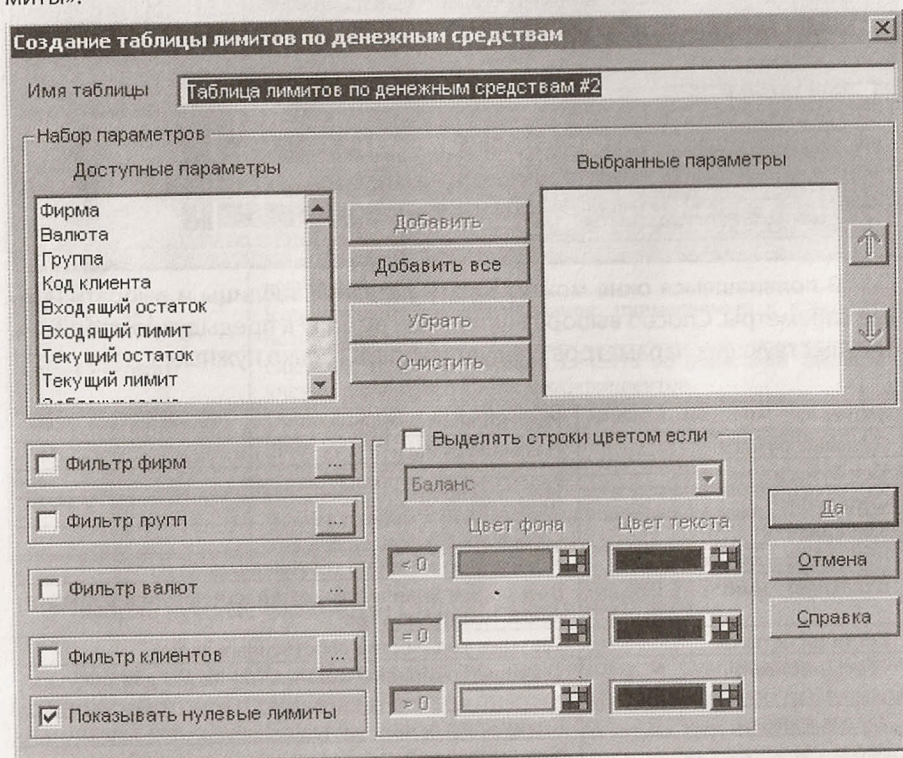 миты».
Создание таблицы лимитов по денежным средствам
Имя таблицы Таблица лимитов по денежным средствам #2
Набор параметров
Доступные параметры
Выбранные параметры
Фирма
Валюта
Группа
Код клиента
Входящий остаток
Входящий лимит
Текущий остаток
Текущий лимит
Добавить
Добавить все
Убрать
Очистить
Фильтр фирм ...
Фильтр групп ...
Фильтр валют ...
Фильтр клиентов ...
Показывать нулевые лимиты
Выделять строки цветом если
Баланс
Цвет фона Цвет текста
< 0
= 0
> 0
Да
Отмена
Справка